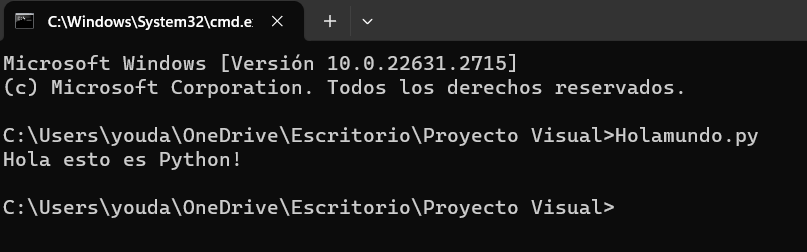 C:\Windows\System32\cmd.e
Microsoft Windows [Versión 10.0.22631.2715]
(c) Microsoft Corporation. Todos los derechos reservados.
C:\Users\youda\OneDrive\Escritorio\Proyecto Visual>Holamundo.py
Hola esto es Python!
C:\Users\youda\OneDrive\Escritorio\Proyecto Visual>